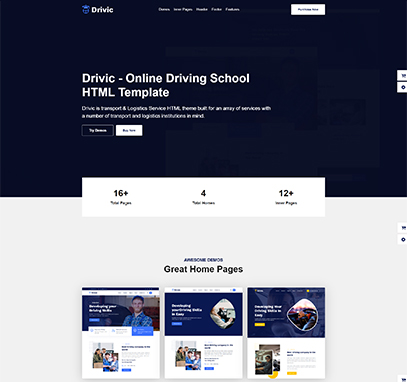 Drivic
Demos Inner Pages Header Footer Features
Purchase Now
Drivic - Online Driving School
HTML Template
Drivic is transport & Logistics Service HTML theme built for an array of services with
a number of transport and logistics institutions in mind.
Try Demos
Buy Now
16+ 4 12+
Total Pages Total Homes Inner Pages
AWESOME DEMOS
Great Home Pages
Developing your
Driving Skills
Developing
your Driving Skills
is Easy
Developing Your
Driving Skills is
Easy